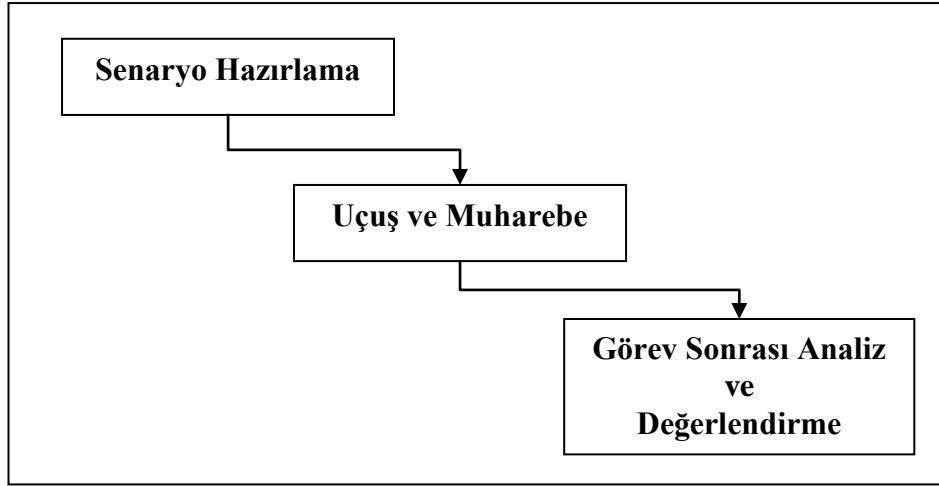 Senaryo Hazırlama
Uçuş ve Muharebe
Görev Sonrası Analiz
ve
Değerlendirme